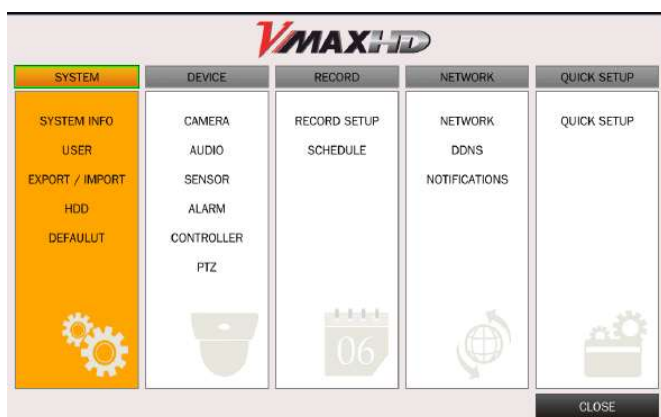 VMAXHD
SYSTEM
SYSTEM INFO
USER
EXPORT / IMPORT
HDD
DEFAULUT
DEVICE
CAMERA
AUDIO
SENSOR
ALARM
CONTROLLER
PTZ
RECORD
RECORD SETUP
SCHEDULE
06
NETWORK
NETWORK
DDNS
NOTIFICATIONS
QUICK SETUP
QUICK SETUP
CLOSE